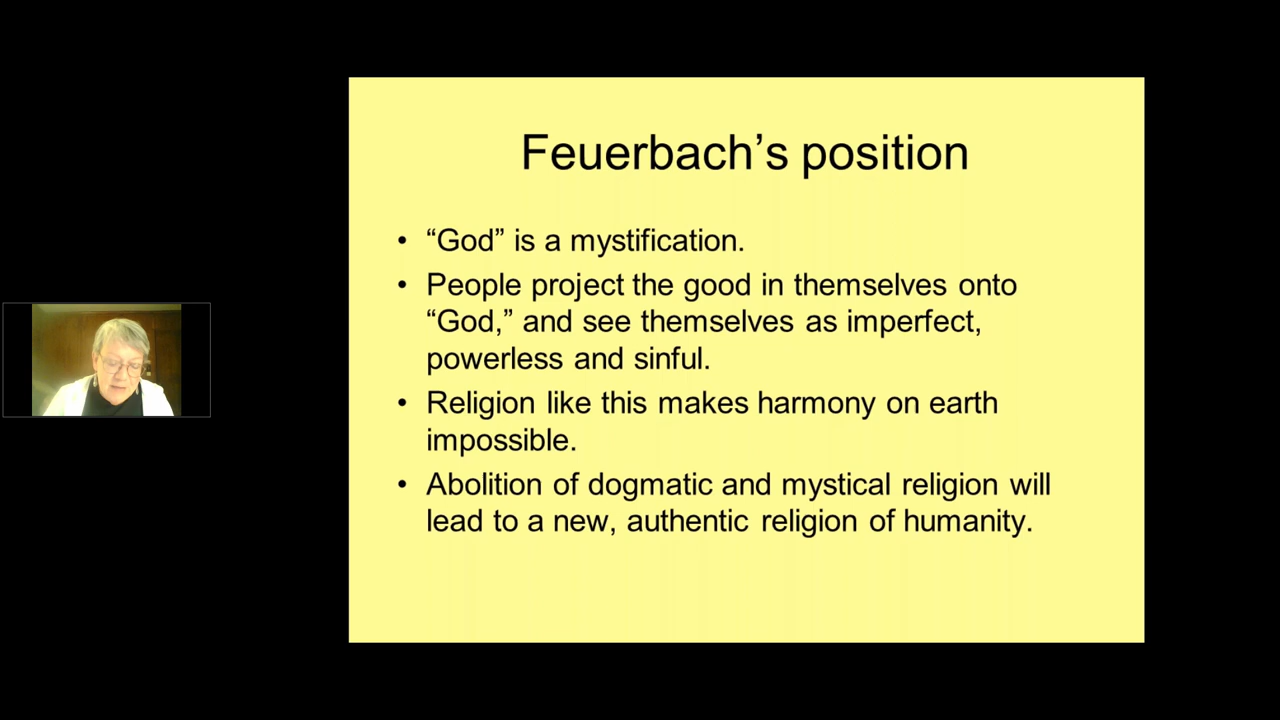 Feuerbach’s position
• “God” is a mystification.
• People project the good in themselves onto
“God,” and see themselves as imperfect,
powerless and sinful.
• Religion like this makes harmony on earth
impossible.
• Abolition of dogmatic and mystical religion will
lead to a new, authentic religion of humanity.